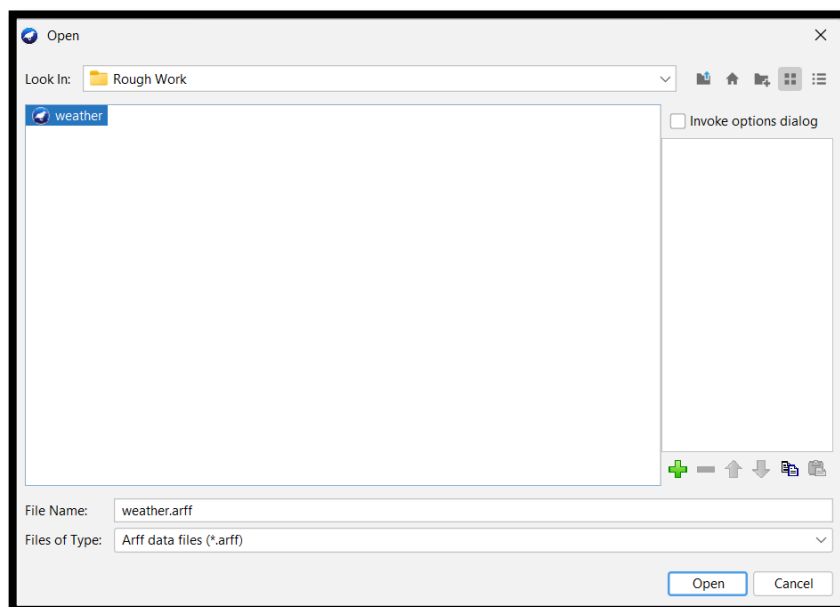 Open
Look In: Rough Work
weather
Invoke options dialog
File Name: weather.arff
Files of Type: Arff data files (*.arff)
Open Cancel